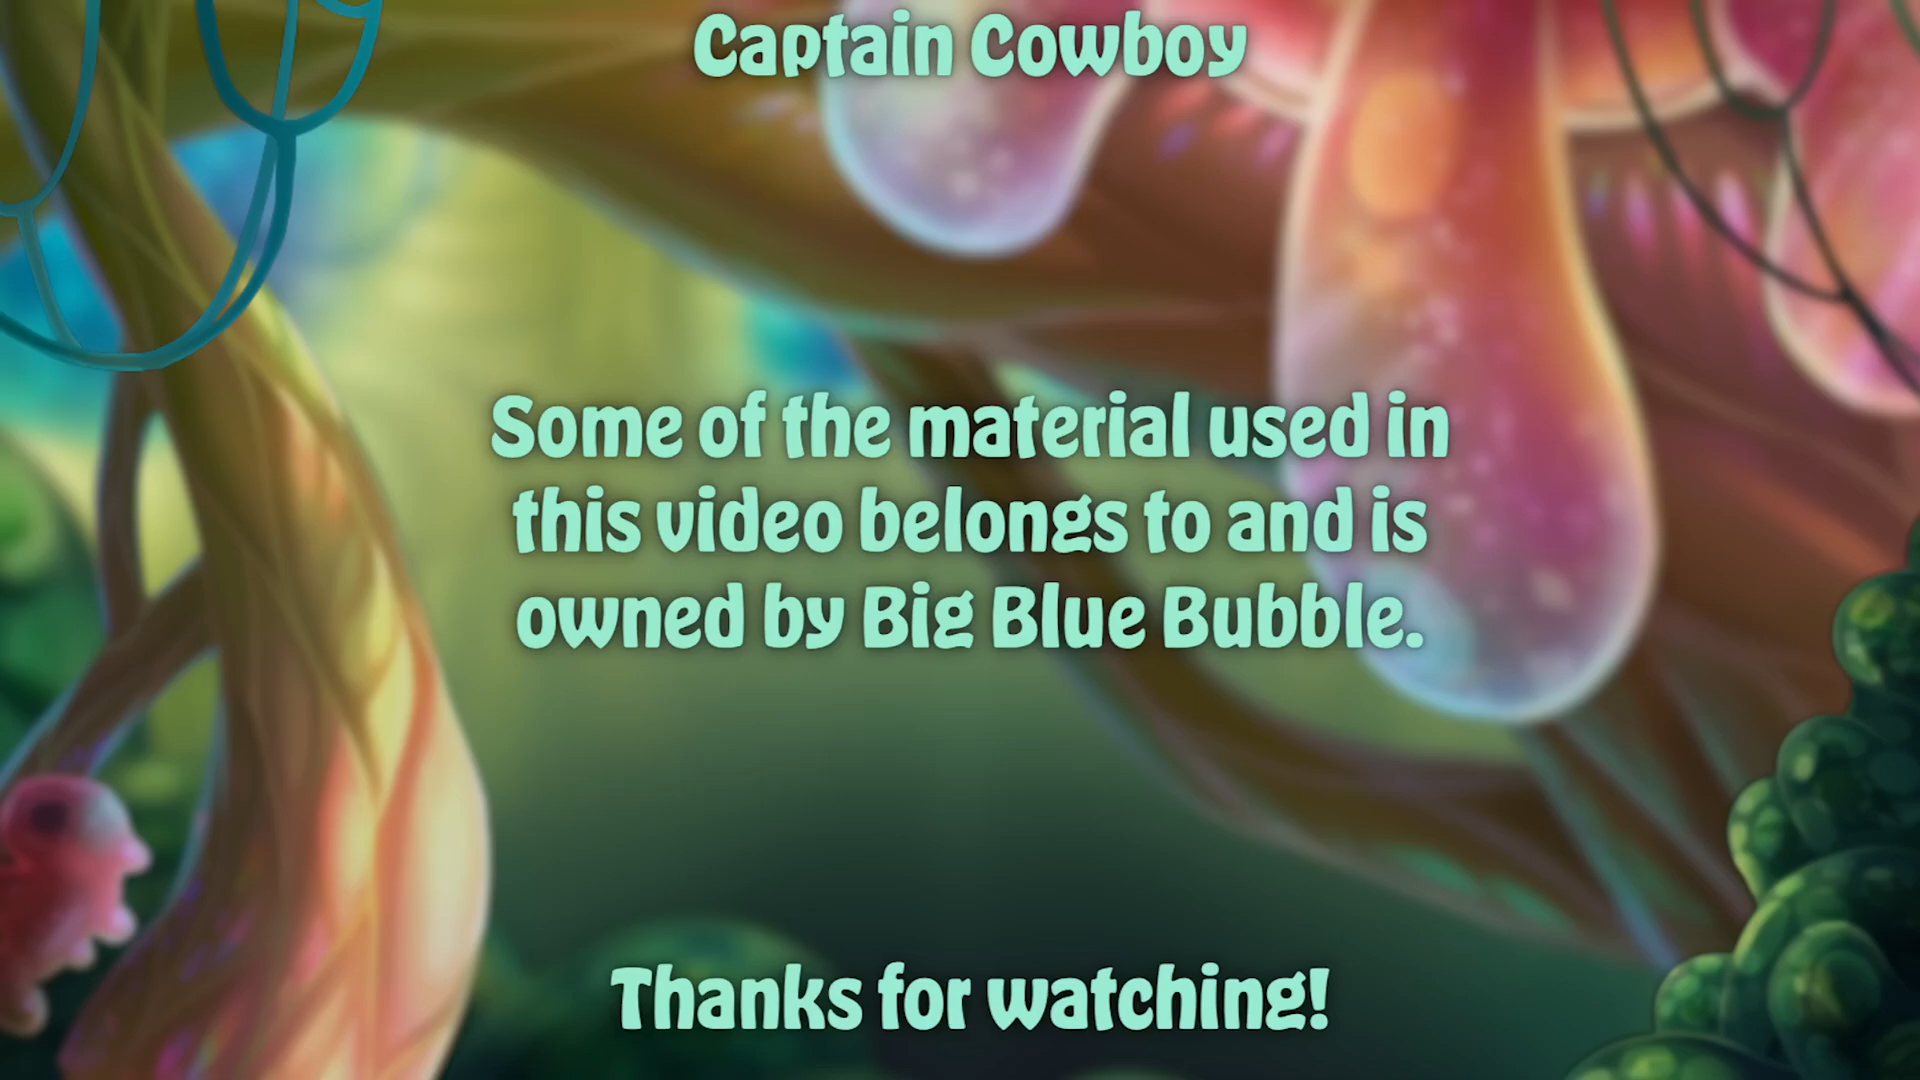 Captain Cowboy
Some of the material used in
this video belongs to and is
owned by Big Blue Bubble.
Thanks for watching!